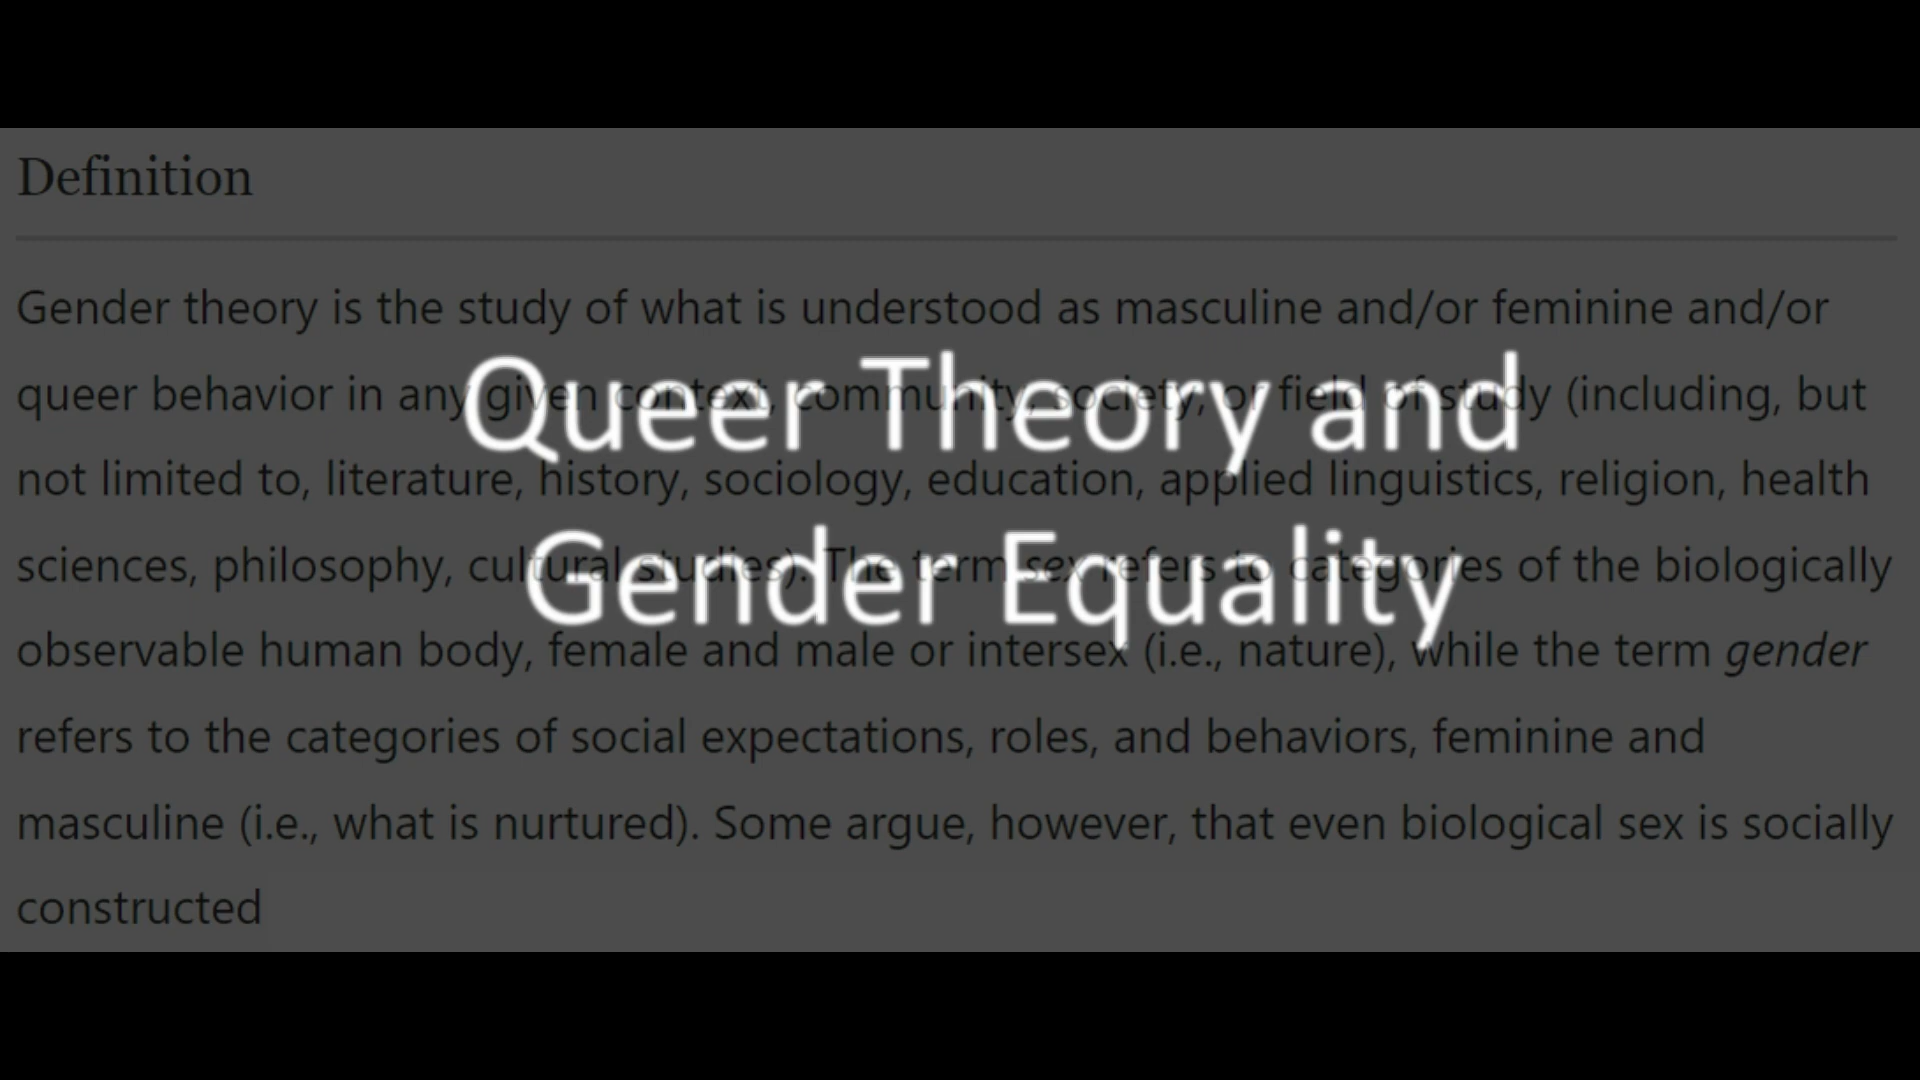 Definition
Gender theory is the study of what is understood as masculine and/or feminine and/or
queer behavior in any given context, community, society, or field of study (including, but
not limited to, literature, history, sociology, education, applied linguistics, religion, health
sciences, philosophy, cultural studies). The term sex refers to categories of the biologically
observable human body, female and male or intersex (i.e., nature), while the term gender
refers to the categories of social expectations, roles, and behaviors, feminine and
masculine (i.e., what is nurtured). Some argue, however, that even biological sex is socially
constructed
Queer Theory and
Gender Equality